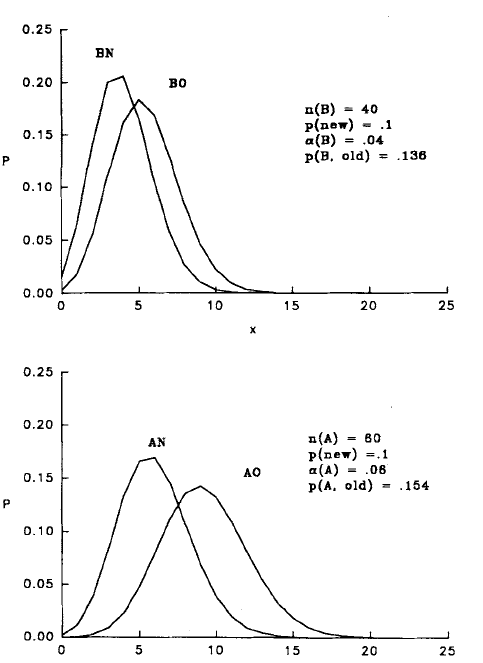 0.25
BN
BO
0.20
n(B) = 40
p(new) = .1
α(B) = .04
p(B, old) = .136
0.15
P
0.10
0.05
0.00
0 5 10 15 20 25
x
0.25
AN
AO
0.20
n(A) = 60
p(new) =.1
α(A) = .06
p(A, old) = .154
0.15
P
0.10
0.05
0.00
0 5 10 15 20 25